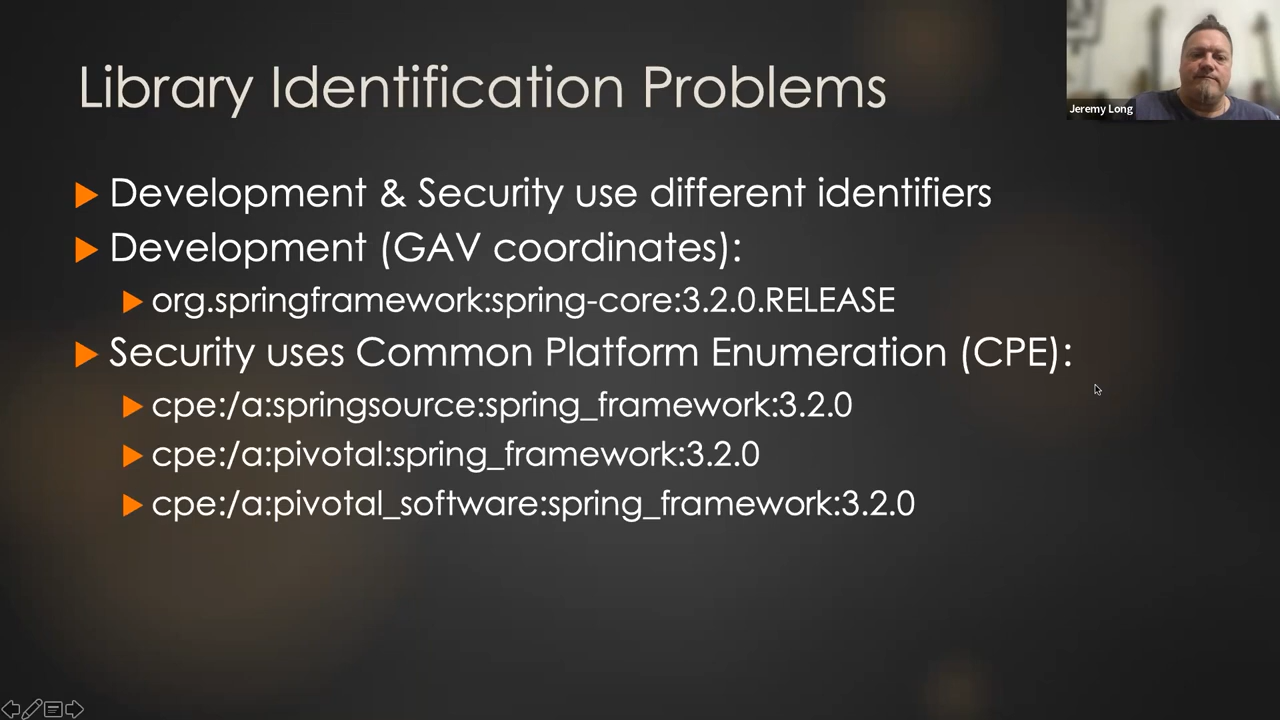 Library Identification Problems
Jeremy Long
Development & Security use different identifiers
Development (GAV coordinates):
org.springframework:spring-core:3.2.0.RELEASE
Security uses Common Platform Enumeration (CPE):
cpe:/a:springsource:spring_framework:3.2.0
cpe:/a:pivotal:spring_framework:3.2.0
cpe:/a:pivotal_software:spring_framework:3.2.0